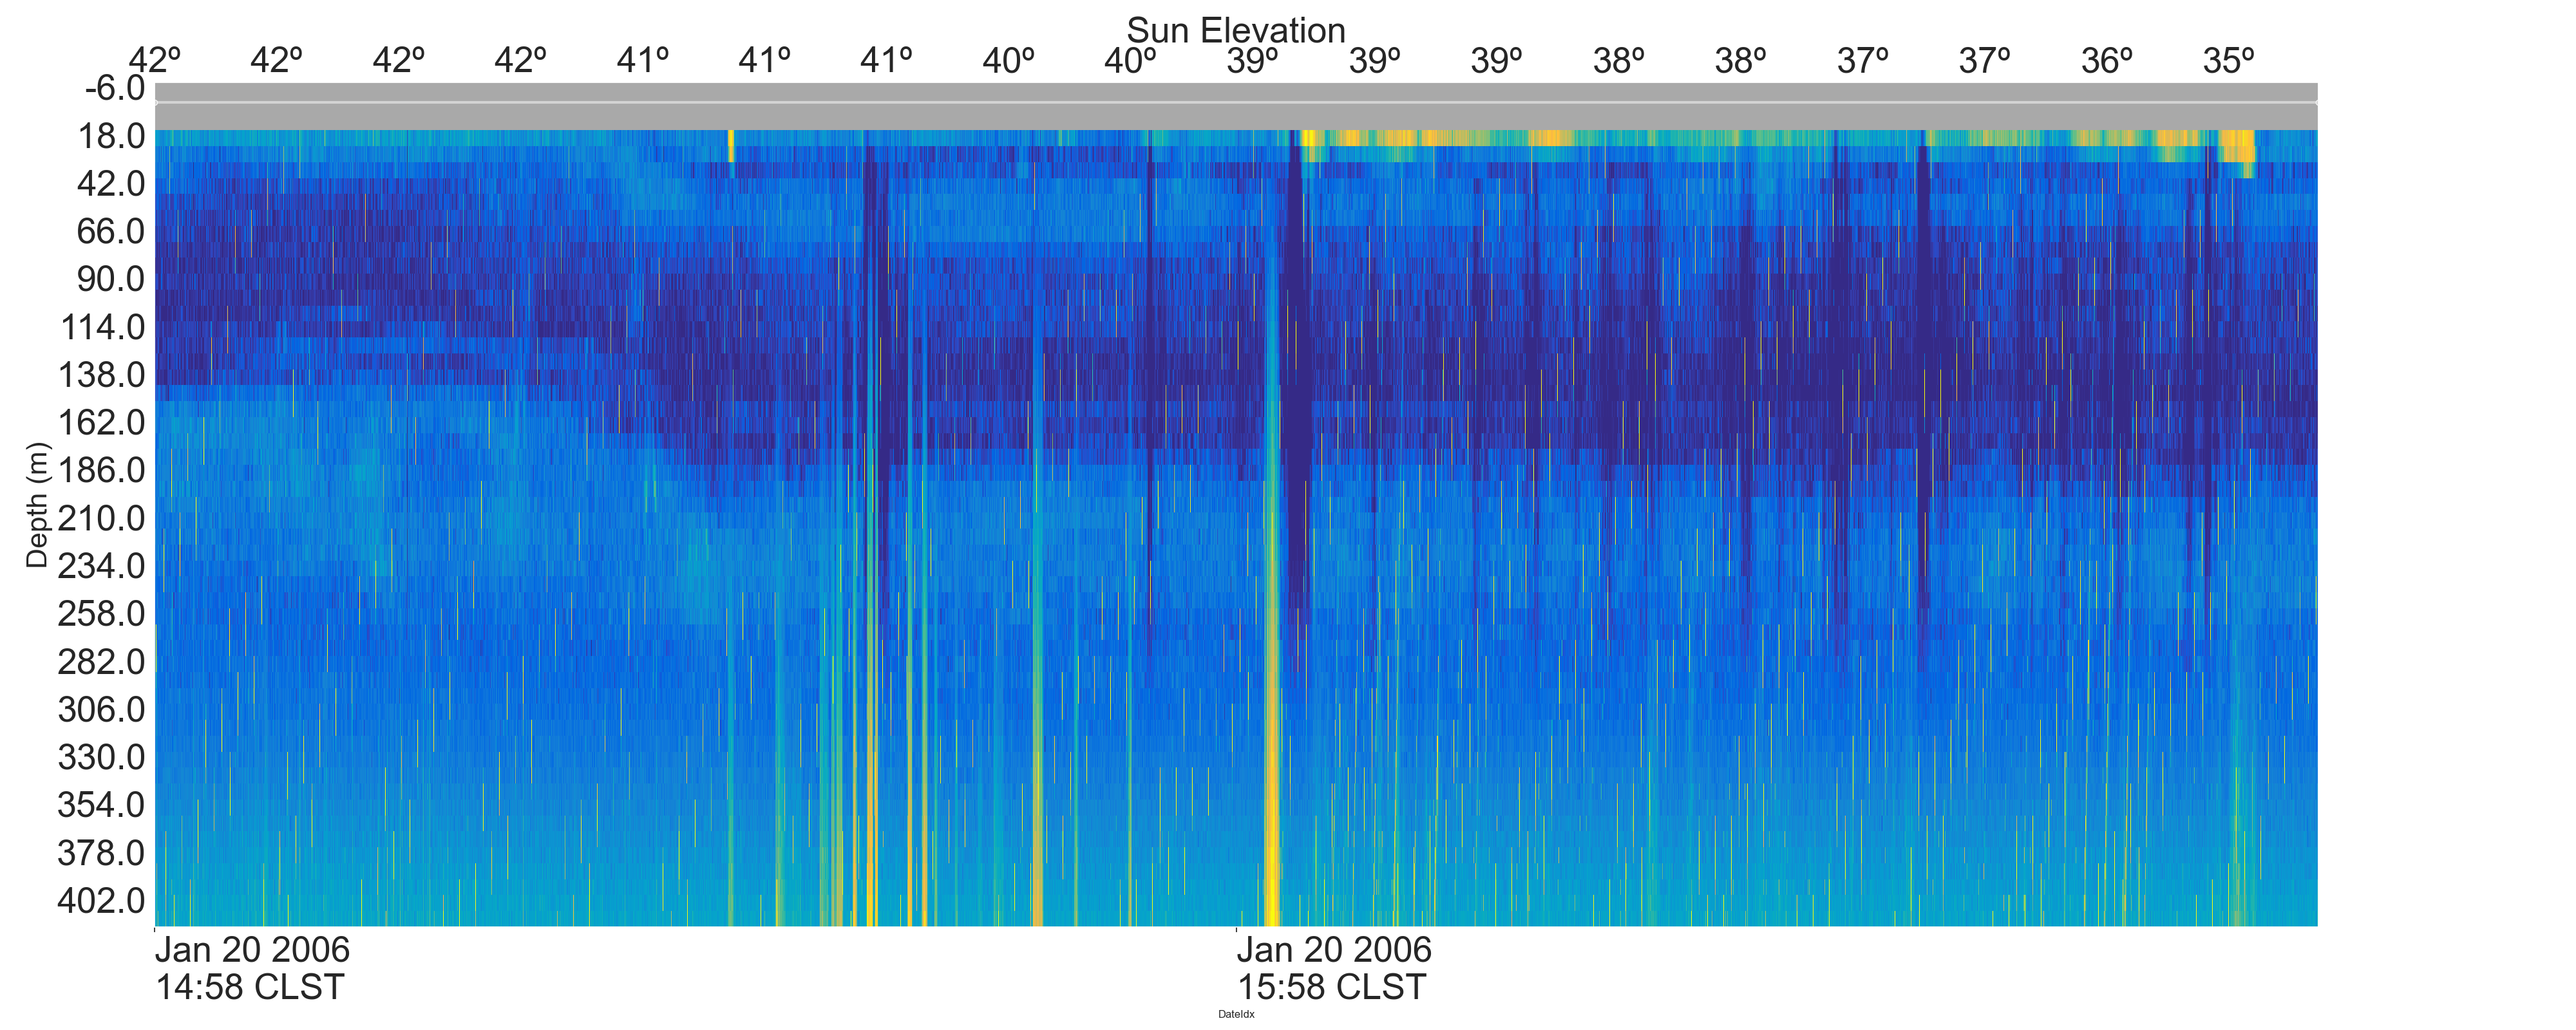 Sun Elevation
42º 42º 42º 42º 41º 41º 41º 40º 40º 39º 39º 39º 38º 38º 37º 37º 36º 35º
-6.0
18.0
42.0
66.0
90.0
114.0
138.0
162.0
186.0
210.0
234.0
258.0
282.0
306.0
330.0
354.0
378.0
402.0
Depth (m)
Jan 20 2006
14:58 CLST
Jan 20 2006
15:58 CLST
DateIdx